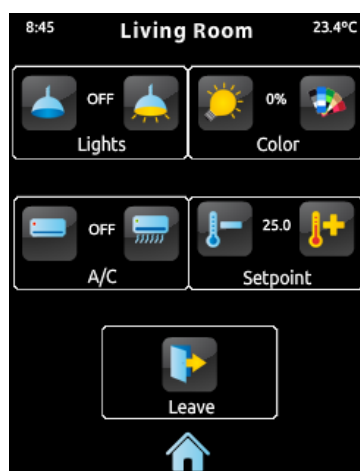 8:45 Living Room 23.4ºC
OFF 0%
Lights Color
OFF 25.0
A/C Setpoint
Leave